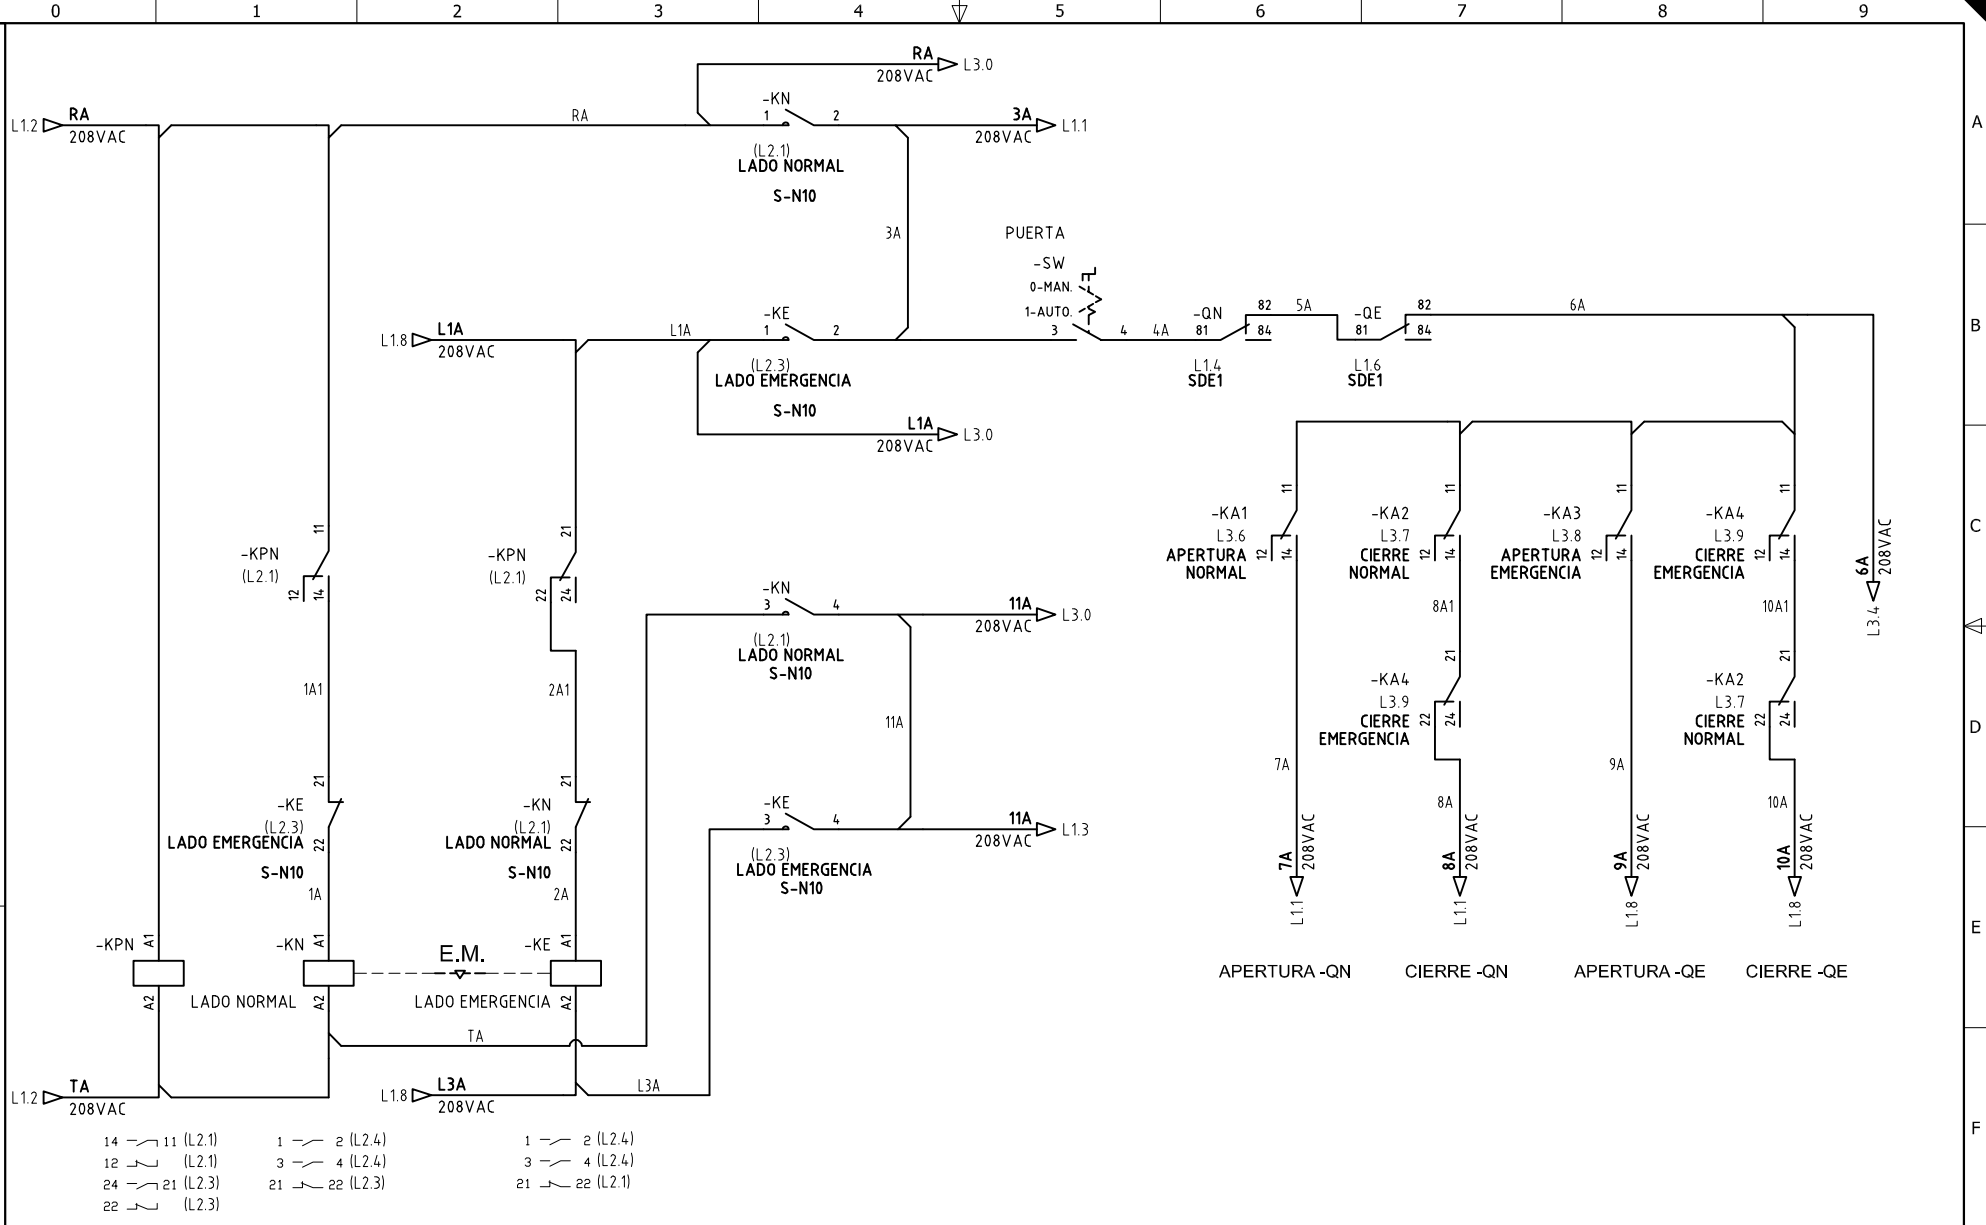 0 1 2 3 4 5 6 7 8 9
A
B
C
D
E
F
RA
208VAC
L3.0
L1.2
RA
208VAC
RA
-KN
1 2
(L2.1)
LADO NORMAL
S-N10
3A
208VAC
L1.1
3A
PUERTA
-SW
0-MAN.
1-AUTO.
3 4
4A
L1.8
L1A
208VAC
L1A
-KE
1 2
(L2.3)
LADO EMERGENCIA
S-N10
L1A
208VAC
L3.0
-QN
81 82 84
L1.4
SDE1
5A
-QE
81 82 84
L1.6
SDE1
6A
6A
208VAC
L3.4
-KPN
(L2.1)
11
12 14
-KPN
(L2.1)
21
22 24
1A1
2A1
-KN
3 4
(L2.1)
LADO NORMAL
S-N10
11A
208VAC
L3.0
11A
-KE
3 4
(L2.3)
LADO EMERGENCIA
S-N10
11A
208VAC
L1.3
-KA1
L3.6
APERTURA
NORMAL
11
12 14
-KA2
L3.7
CIERRE
NORMAL
11
12 14
-KA3
L3.8
APERTURA
EMERGENCIA
11
12 14
-KA4
L3.9
CIERRE
EMERGENCIA
11
12 14
8A1
10A1
-KA4
L3.9
CIERRE
EMERGENCIA
21
22 24
-KA2
L3.7
CIERRE
NORMAL
21
22 24
7A
8A
9A
10A
7A
208VAC
L1.1
8A
208VAC
L1.1
9A
208VAC
L1.8
10A
208VAC
L1.8
APERTURA -QN
CIERRE -QN
APERTURA -QE
CIERRE -QE
-KE
(L2.3)
LADO EMERGENCIA
S-N10
21
22
1A
-KN
(L2.1)
LADO NORMAL
S-N10
21
22
2A
-KPN
A1
A2
-KN
A1
A2
LADO NORMAL
E.M.
-KE
A1
A2
LADO EMERGENCIA
TA
L1.2
TA
208VAC
L1.8
L3A
208VAC
L3A
14 11 (L2.1)
12 (L2.1)
24 21 (L2.3)
22 (L2.3)
1 2 (L2.4)
3 4 (L2.4)
21 22 (L2.3)
1 2 (L2.4)
3 4 (L2.4)
21 22 (L2.1)